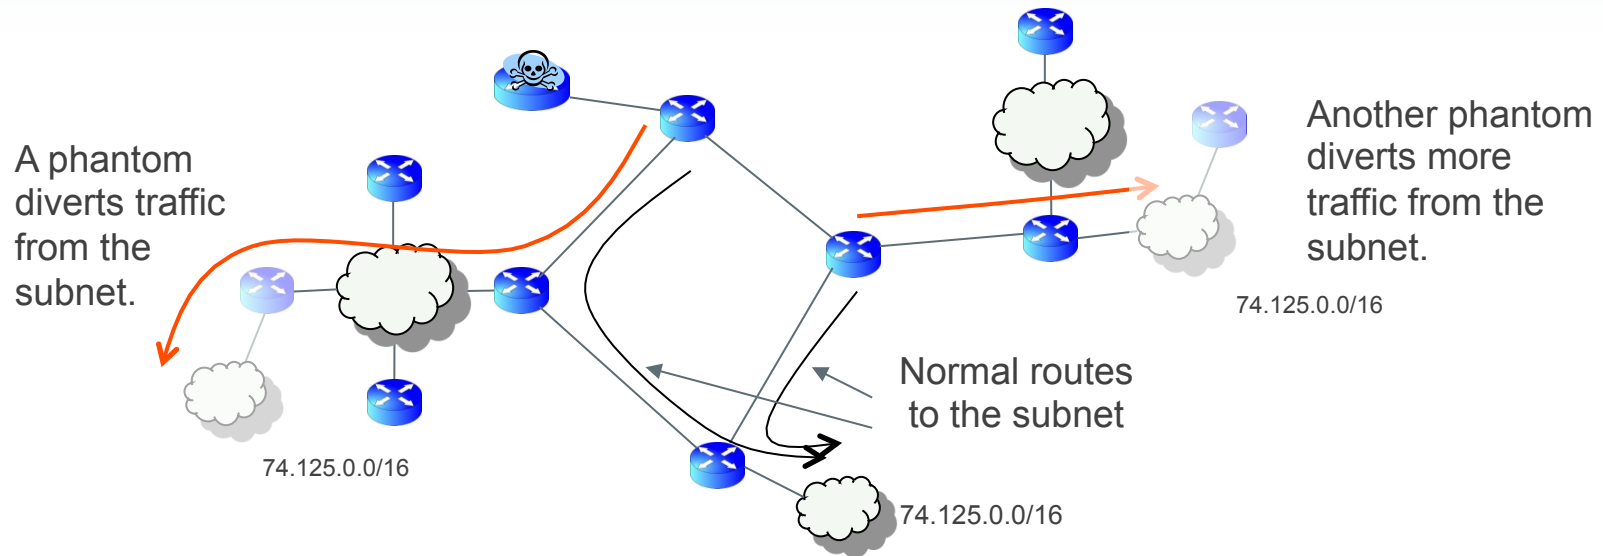 A phantom
diverts traffic
from the
subnet.
74.125.0.0/16
Another phantom
diverts more
traffic from the
subnet.
74.125.0.0/16
Normal routes
to the subnet
74.125.0.0/16